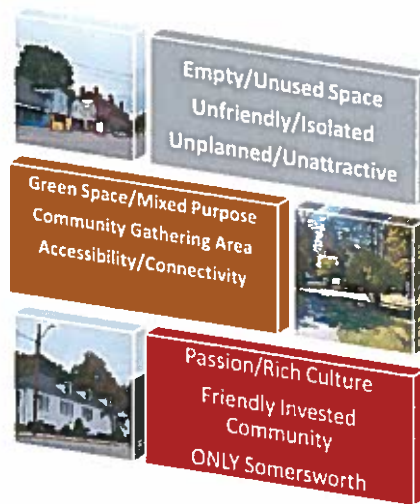 Empty/Unused Space
Unfriendly/Isolated
Unplanned/Unattractive
Green Space/Mixed Purpose
Community Gathering Area
Accessibility/Connectivity
Passion/Rich Culture
Friendly Invested
Community
ONLY Somersworth